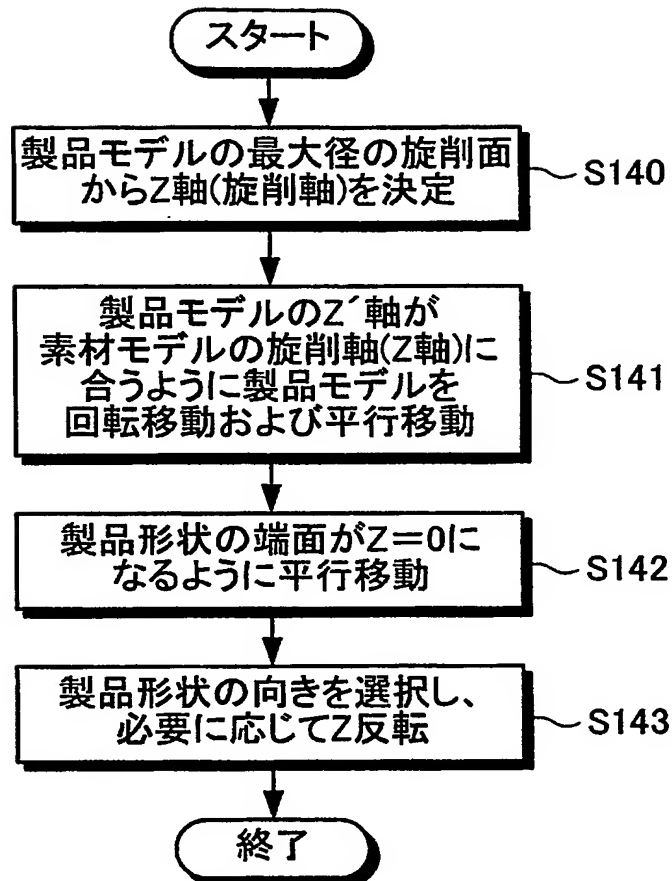 スタート
製品モデルの最大径の旋削面
からZ軸(旋削軸)を決定
S140
製品モデルのZ´軸が
素材モデルの旋削軸(Z軸)に
合うように製品モデルを
回転移動および平行移動
S141
製品形状の端面がZ=0に
なるように平行移動
S142
製品形状の向きを選択し、
必要に応じてZ反転
S143
終了